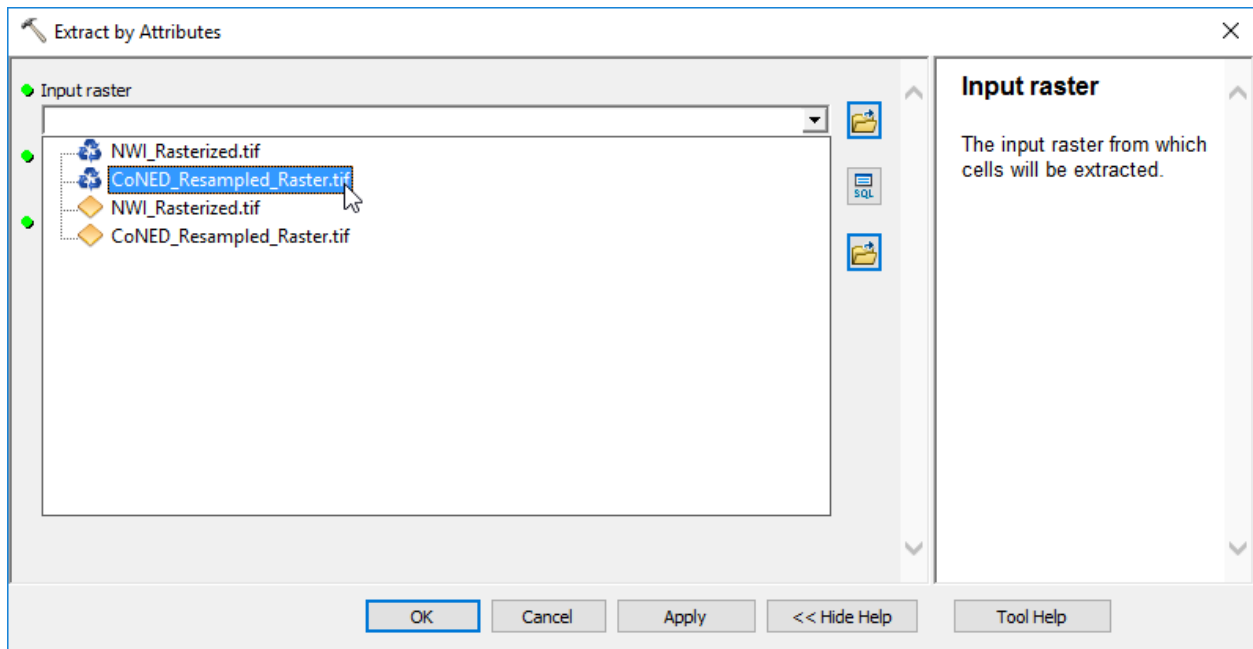 Extract by Attributes
Input raster
NWI_Rasterized.tif
CoNED_Resampled_Raster.tif
NWI_Rasterized.tif
CoNED_Resampled_Raster.tif
SQL
OK
Cancel
Apply
<< Hide Help
Input raster
The input raster from which
cells will be extracted.
Tool Help